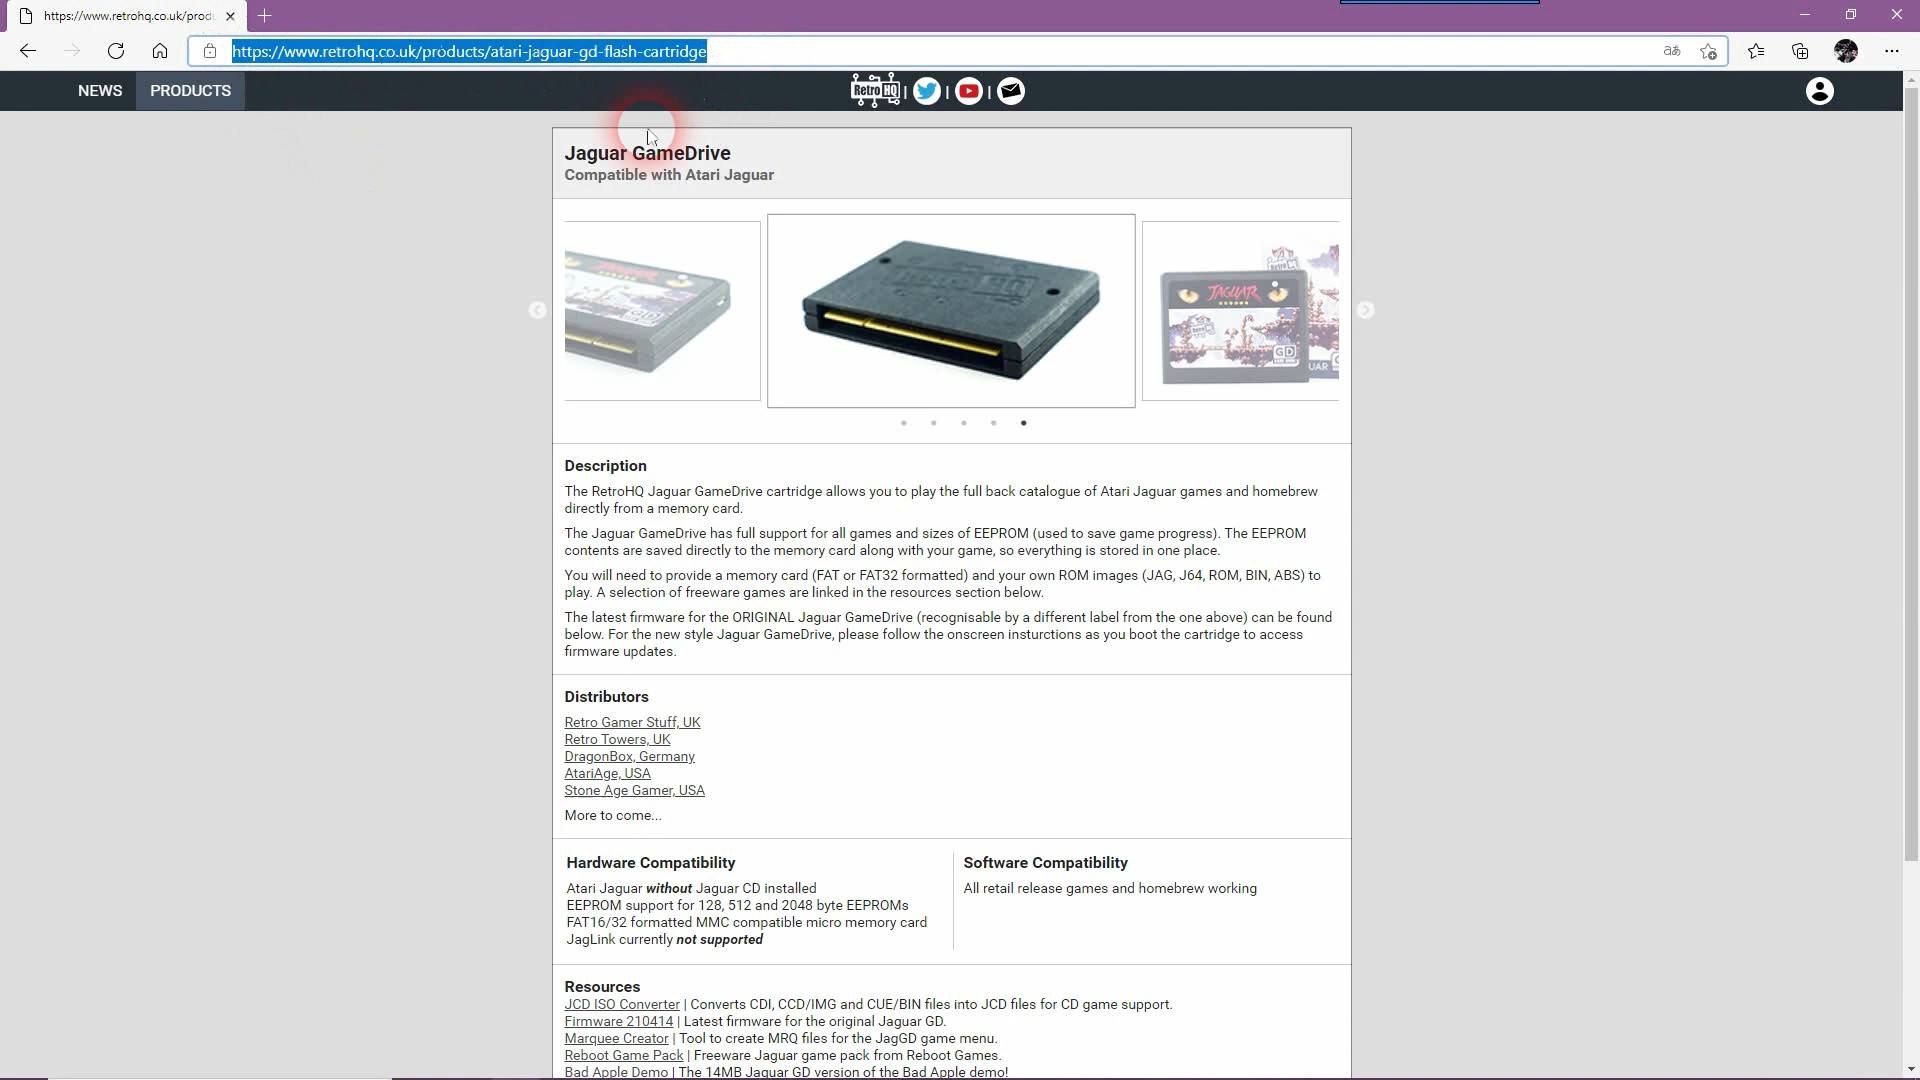 https://www.retrohq.co.uk/produ
https://www.retrohq.co.uk/products/atari-jaguar-gd-flash-cartridge
NEWS PRODUCTS Retro HQ | | |
Jaguar GameDrive
Compatible with Atari Jaguar
JAGUAR
GD
Description
The RetroHQ Jaguar GameDrive cartridge allows you to play the full back catalogue of Atari Jaguar games and homebrew
directly from a memory card.
The Jaguar GameDrive has full support for all games and sizes of EEPROM (used to save game progress). The EEPROM
contents are saved directly to the memory card along with your game, so everything is stored in one place.
You will need to provide a memory card (FAT or FAT32 formatted) and your own ROM images (JAG, J64, ROM, BIN, ABS) to
play. A selection of freeware games are linked in the resources section below.
The latest firmware for the ORIGINAL Jaguar GameDrive (recognisable by a different label from the one above) can be found
below. For the new style Jaguar GameDrive, please follow the onscreen insturctions as you boot the cartridge to access
firmware updates.
Distributors
Retro Gamer Stuff, UK
Retro Towers, UK
DragonBox, Germany
AtariAge, USA
Stone Age Gamer, USA
More to come...
Hardware Compatibility
Atari Jaguar without Jaguar CD installed
EEPROM support for 128, 512 and 2048 byte EEPROMs
FAT16/32 formatted MMC compatible micro memory card
JagLink currently not supported
Software Compatibility
All retail release games and homebrew working
Resources
JCD ISO Converter | Converts CDI, CCD/IMG and CUE/BIN files into JCD files for CD game support.
Firmware 210414 | Latest firmware for the original Jaguar GD.
Marquee Creator | Tool to create MRQ files for the JagGD game menu.
Reboot Game Pack | Freeware Jaguar game pack from Reboot Games.
Bad Apple Demo | The 14MB Jaguar GD version of the Bad Apple demo!